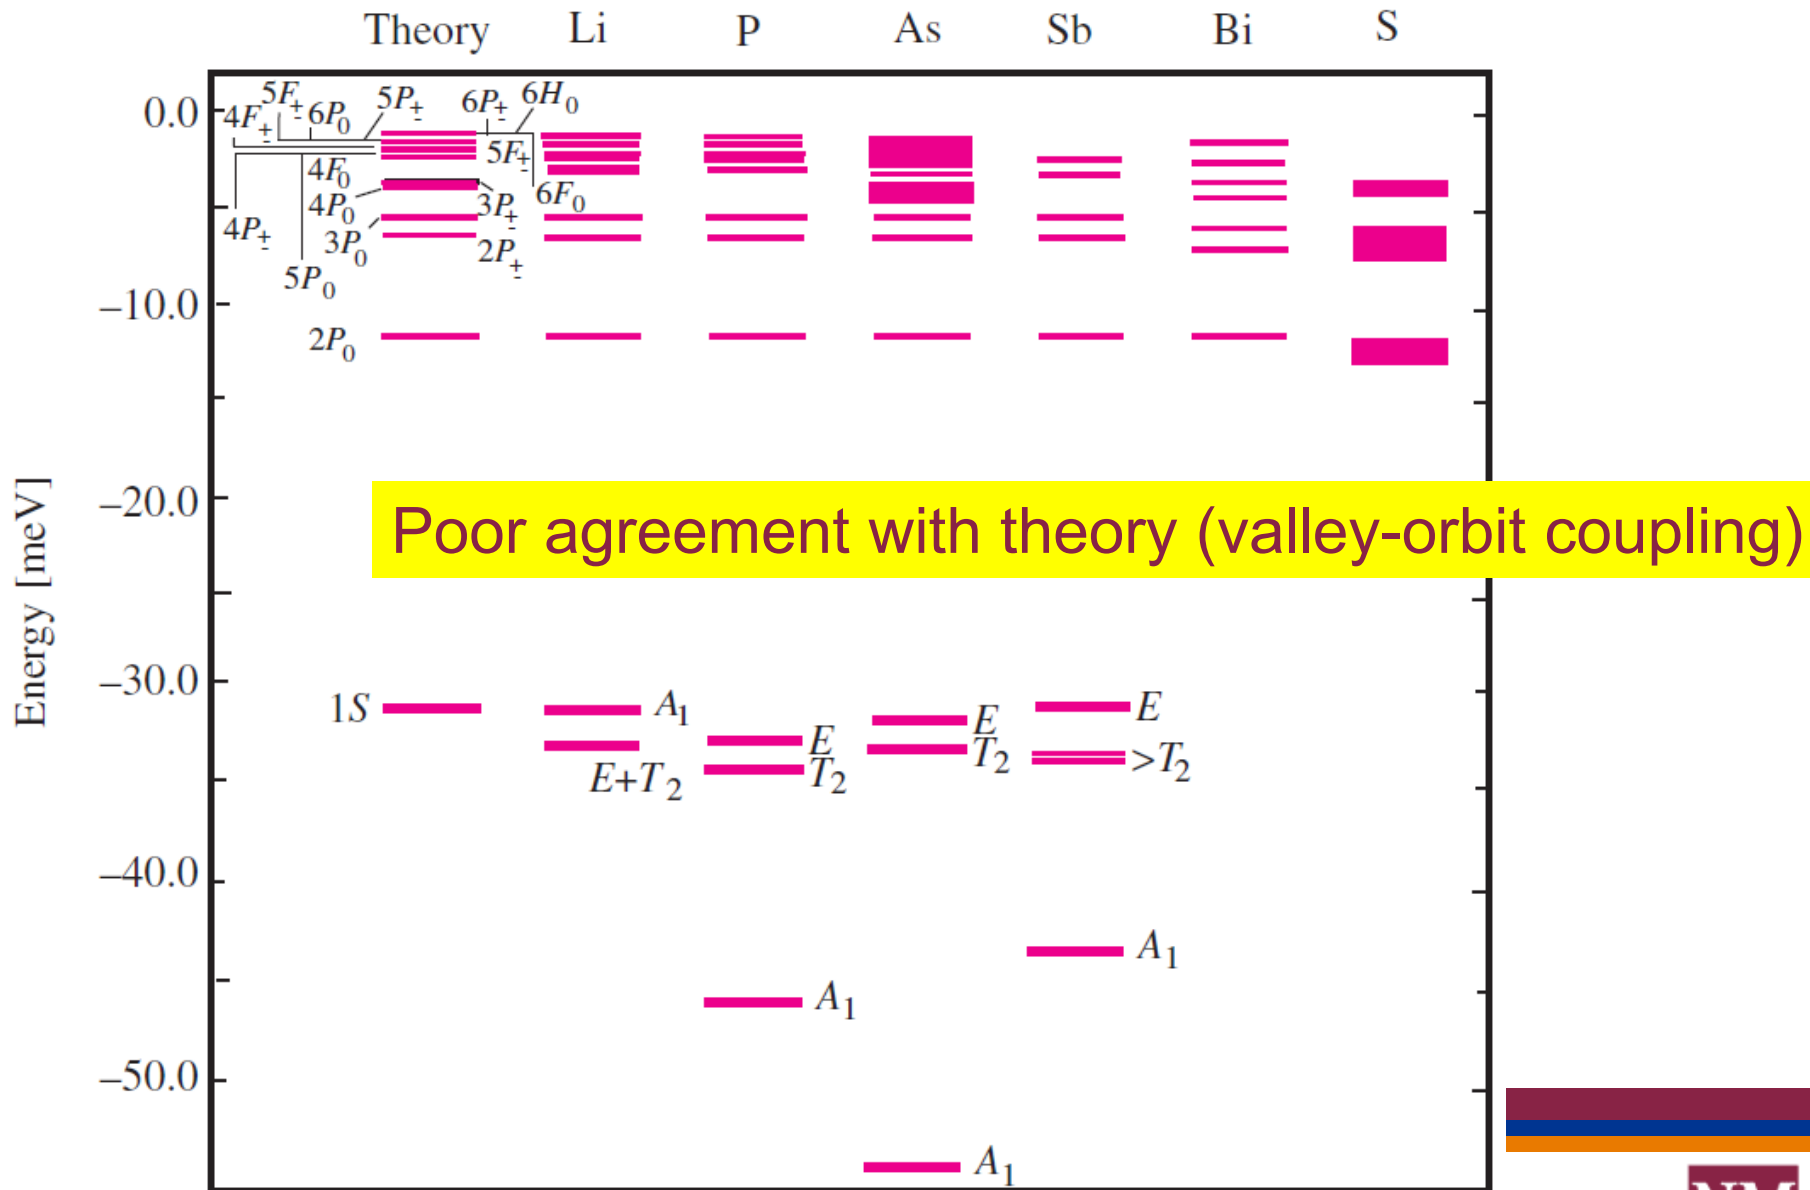 Theory Li P As Sb Bi S
0.0
5F± 6P₀ 5P± 6P± 6H₀
4F±
5F±
4F₀
4P₀ 3P± 6F₀
4P± 3P₀ 2P±
5P₀
–10.0
2P₀
–20.0
Poor agreement with theory (valley-orbit coupling)
Energy [meV]
–30.0
1S A₁ E
E E
T₂ T₂ >T₂
E+T₂
–40.0
A₁
A₁
–50.0
A₁
NM